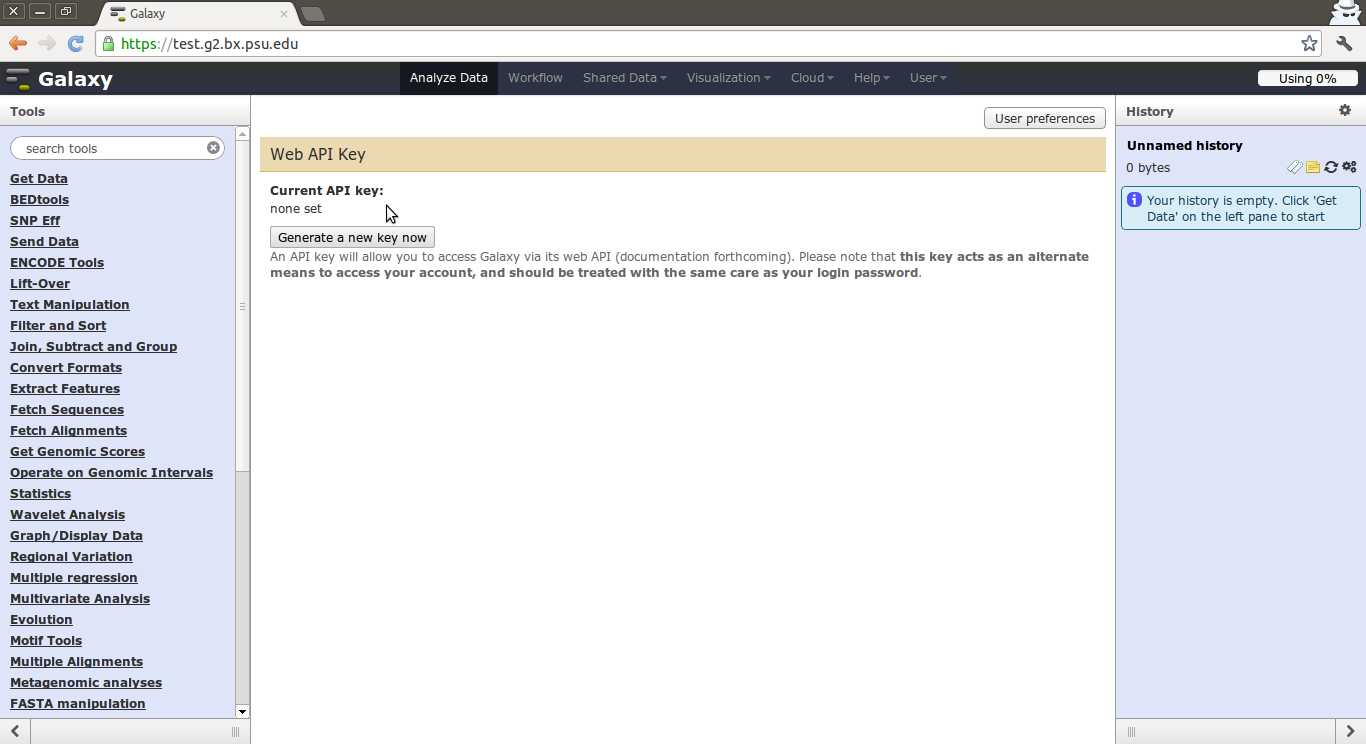 Galaxy
https://test.g2.bx.psu.edu
Galaxy
Analyze Data
Workflow
Shared Data
Visualization
Cloud
Help
User
Using 0%
Tools
search tools
Get Data
BEDtools
SNP Eff
Send Data
ENCODE Tools
Lift-Over
Text Manipulation
Filter and Sort
Join, Subtract and Group
Convert Formats
Extract Features
Fetch Sequences
Fetch Alignments
Get Genomic Scores
Operate on Genomic Intervals
Statistics
Wavelet Analysis
Graph/Display Data
Regional Variation
Multiple regression
Multivariate Analysis
Evolution
Motif Tools
Multiple Alignments
Metagenomic analyses
FASTA manipulation
User preferences
Web API Key
Current API key:
none set
Generate a new key now
An API key will allow you to access Galaxy via its web API (documentation forthcoming). Please note that this key acts as an alternate
means to access your account, and should be treated with the same care as your login password.
History
Unnamed history
0 bytes
Your history is empty. Click 'Get
Data' on the left pane to start